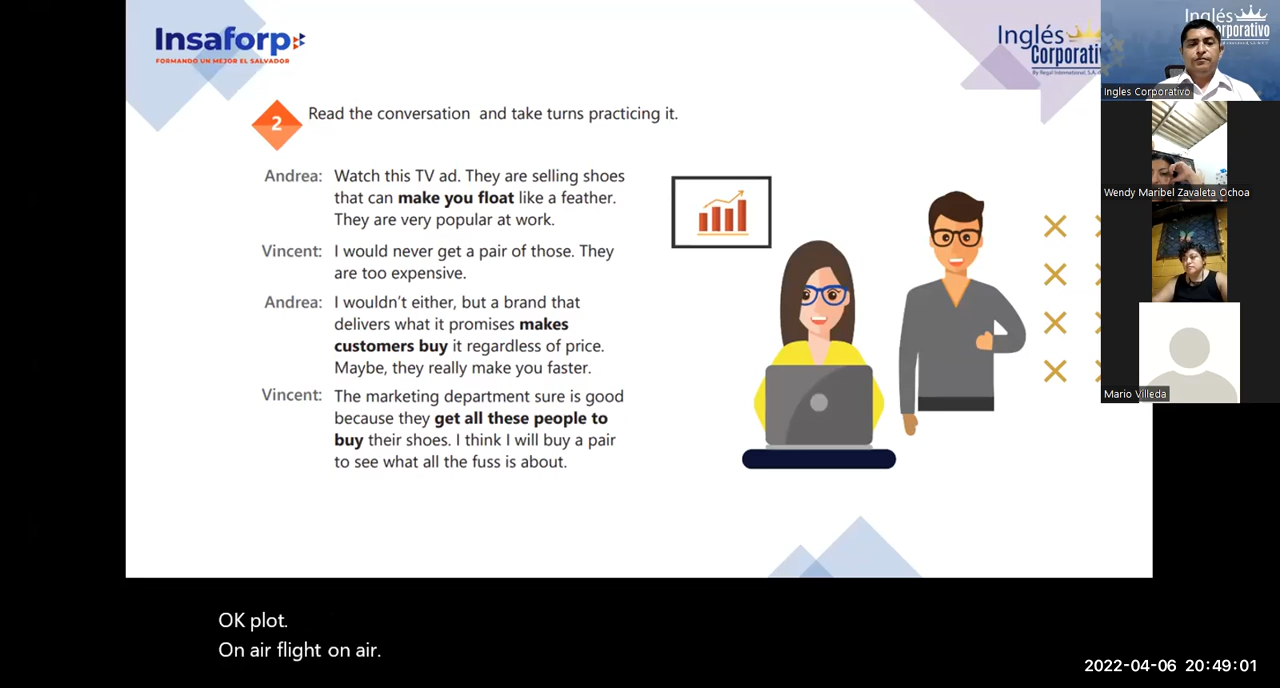 Insaforp
FORMANDO UN MEJOR EL SALVADOR
Inglés
Corporativo
By Regal International, S.A. d
Inglés
Corporativo
Ingles Corporativo
Wendy Maribel Zavaleta Ochoa
Mario Villeda
2
Read the conversation and take turns practicing it.
Andrea: Watch this TV ad. They are selling shoes
that can make you float like a feather.
They are very popular at work.
Vincent: I would never get a pair of those. They
are too expensive.
Andrea: I wouldn't either, but a brand that
delivers what it promises makes
customers buy it regardless of price.
Maybe, they really make you faster.
Vincent: The marketing department sure is good
because they get all these people to
buy their shoes. I think I will buy a pair
to see what all the fuss is about.
OK plot.
On air flight on air.
2022-04-06 20:49:01